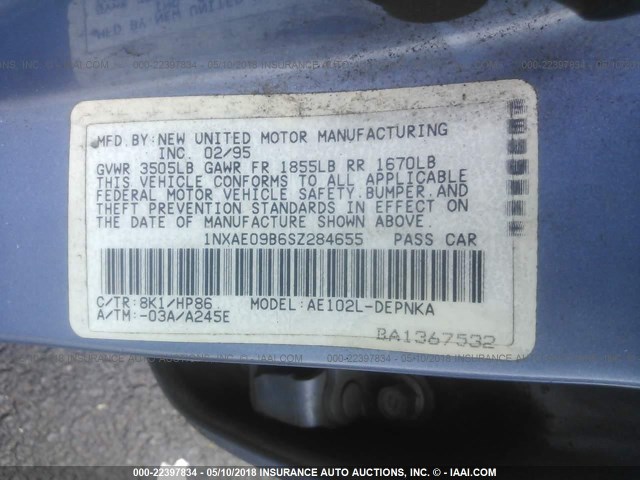 MFD.BY:NEW UNITED MOTOR MANUFACTURING
INC. 02/95
GVWR 3505LB GAWR FR 1855LB RR 1670LB
THIS VEHICLE CONFORMS TO ALL APPLICABLE
FEDERAL MOTOR VEHICLE SAFETY,BUMPER,AND
THEFT PREVENTION STANDARDS IN EFFECT ON
THE DATE OF MANUFACTURE SHOWN ABOVE.
1NXAE09B6SZ284655 PASS CAR
C/TR:8K1/HP86 MODEL:AE102L-DEPNKA
A/TM:-03A/A245E
BA1367532
000-22397834 - 05/10/2018 INSURANCE AUTO AUCTIONS, INC. - © IAAI.COM